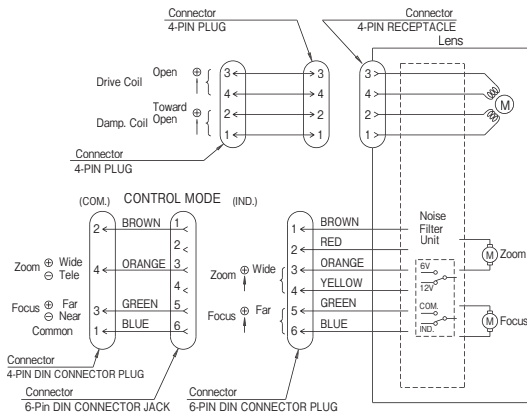 Connector
4-PIN PLUG
Connector
4-PIN PLUG
Connector
4-PIN RECEPTACLE
Lens
Drive Coil
Open ⊕
3 3 3
4 4 4
Damp. Coil
Toward
Open ⊕
2 2 2
1 1 1
M
Connector
4-PIN PLUG
(COM.) CONTROL MODE (IND.)
2 BROWN 1
2
Zoom ⊕ Wide
⊖ Tele
4 ORANGE 3
4
Focus ⊕ Far
⊖ Near
3 GREEN 5
Common
1 BLUE 6
Connector
4-PIN DIN CONNECTOR PLUG
Connector
6-Pin DIN CONNECTOR JACK
1 BROWN
2 RED
Zoom ⊕ Wide
3 ORANGE
4 YELLOW
Focus ⊕ Far
5 GREEN
6 BLUE
Connector
6-PIN DIN CONNECTOR PLUG
Noise
Filter
Unit
6V
12V
COM.
IND.
M Zoom
M Focus